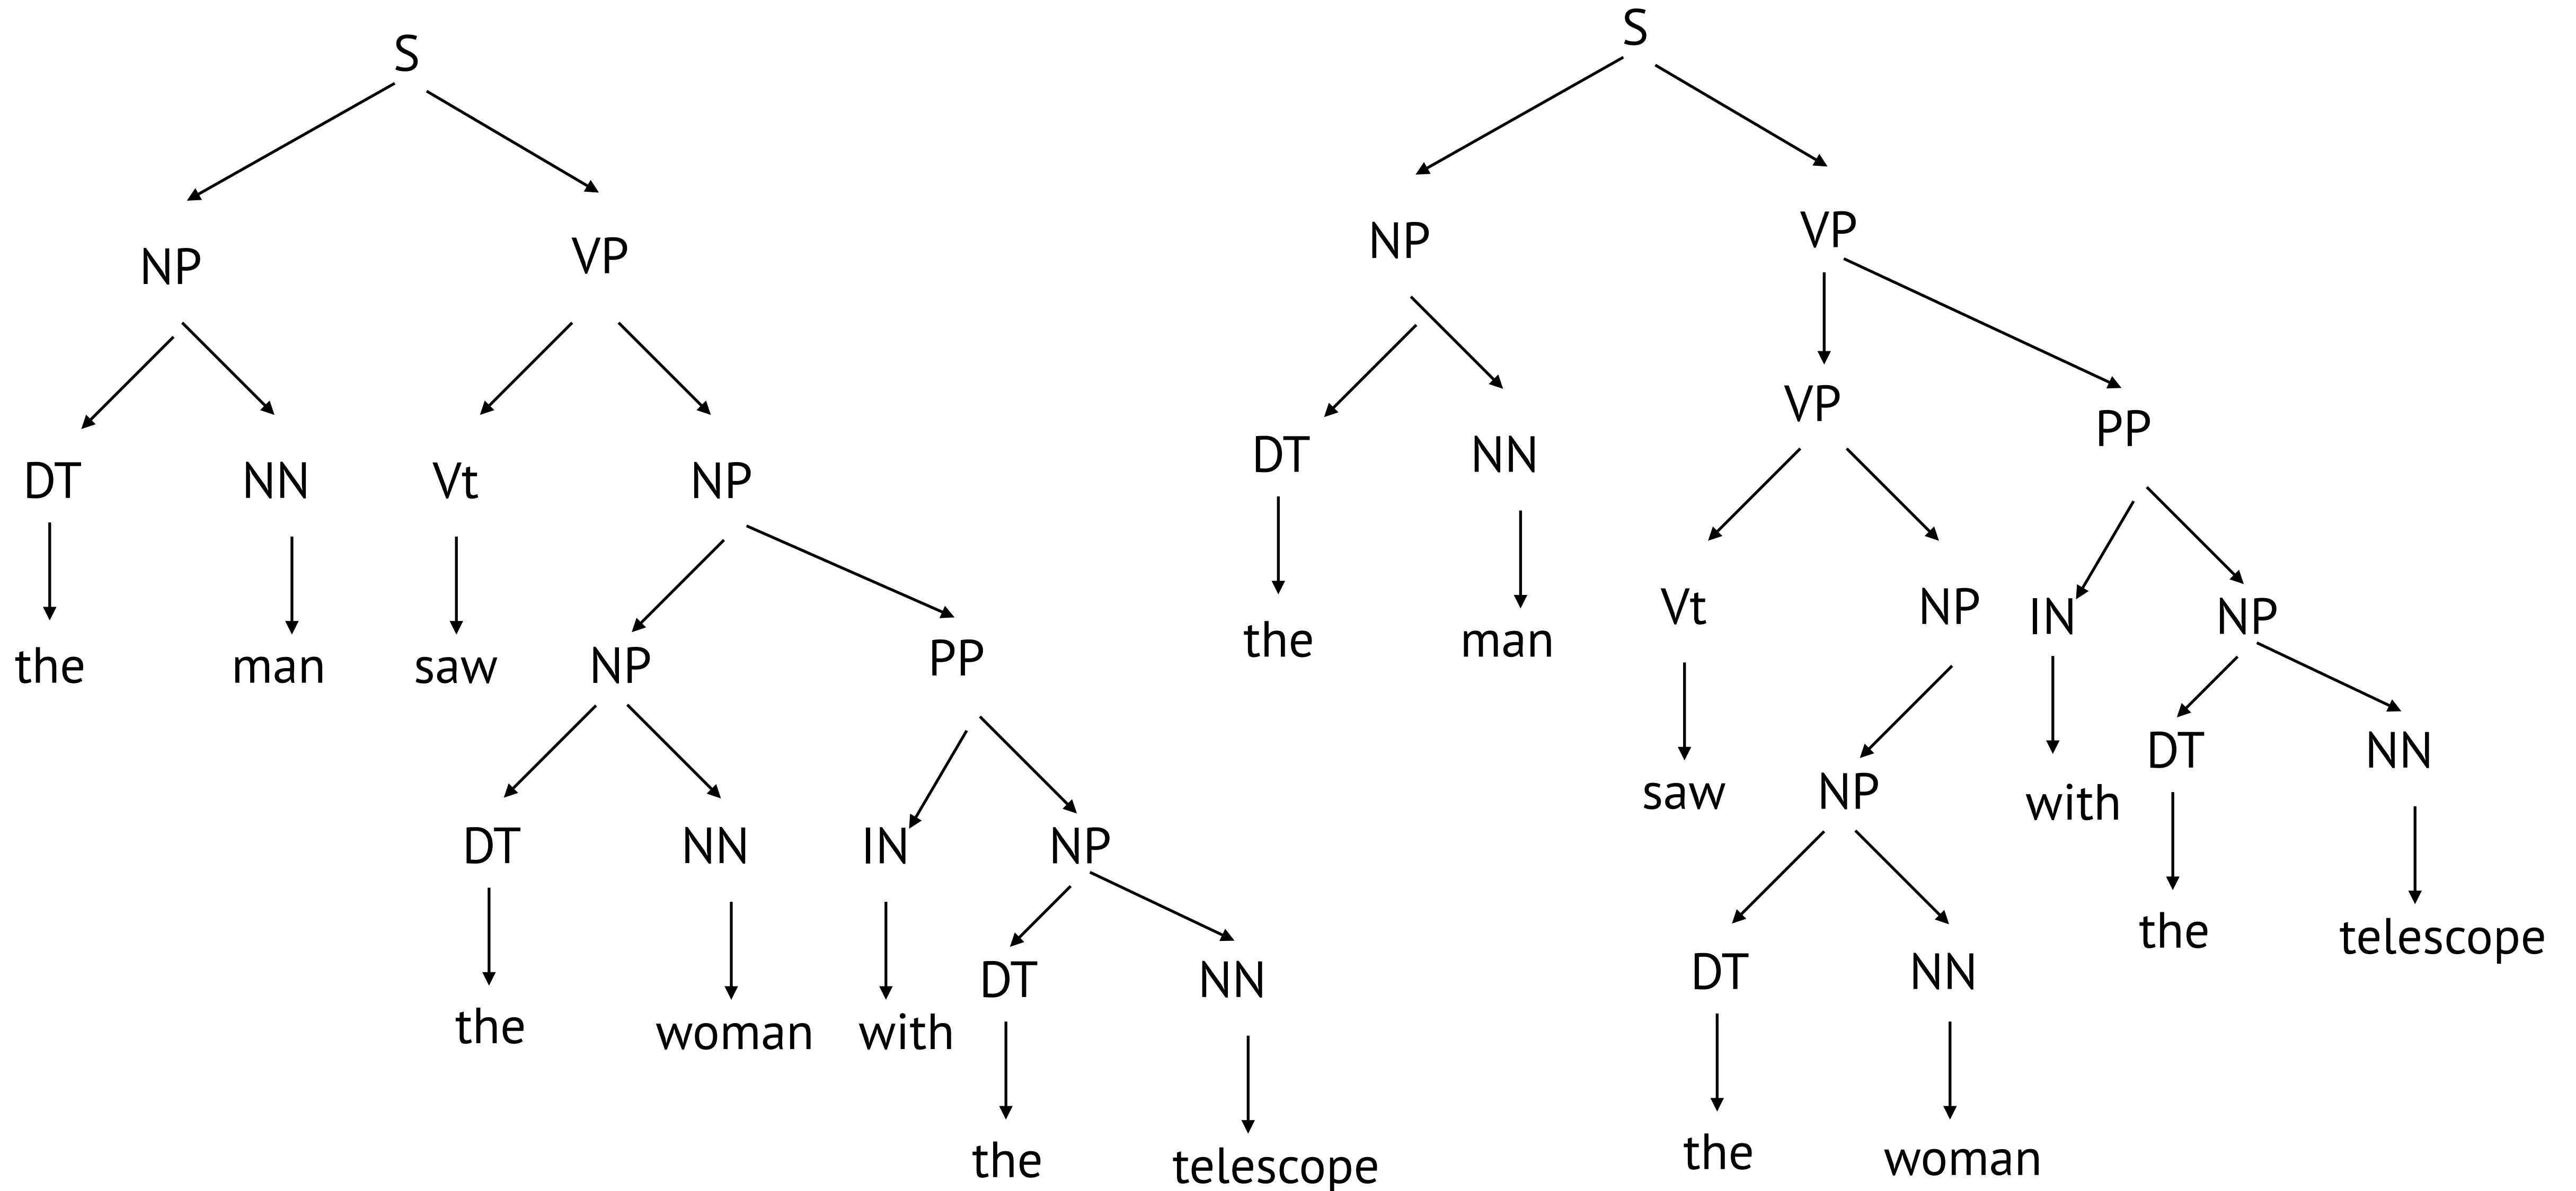 S
NP VP
DT NN Vt NP
the man saw NP PP
DT NN IN NP
the woman with DT NN
the telescope
S
NP VP
VP PP
DT NN
the man
Vt NP IN NP
saw NP with DT NN
DT NN the telescope
the woman